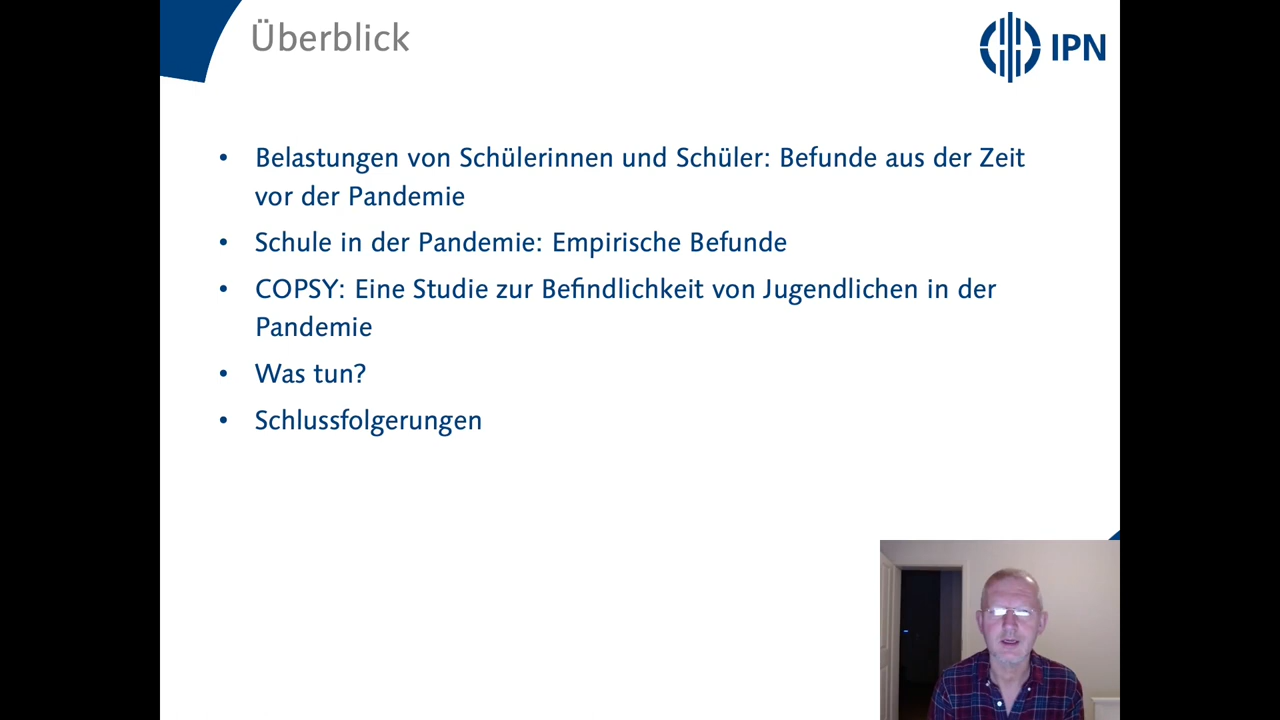 Überblick
IPN
• Belastungen von Schülerinnen und Schüler: Befunde aus der Zeit
vor der Pandemie
• Schule in der Pandemie: Empirische Befunde
• COPSY: Eine Studie zur Befindlichkeit von Jugendlichen in der
Pandemie
• Was tun?
• Schlussfolgerungen